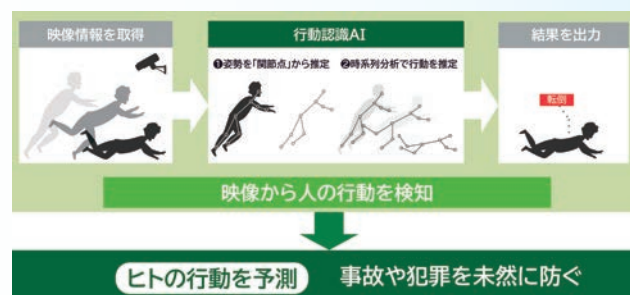 映像情報を取得
行動認識AI
結果を出力
❶姿勢を「関節点」から推定
❷時系列分析で行動を推定
転倒
映像から人の行動を検知
ヒトの行動を予測
事故や犯罪を未然に防ぐ